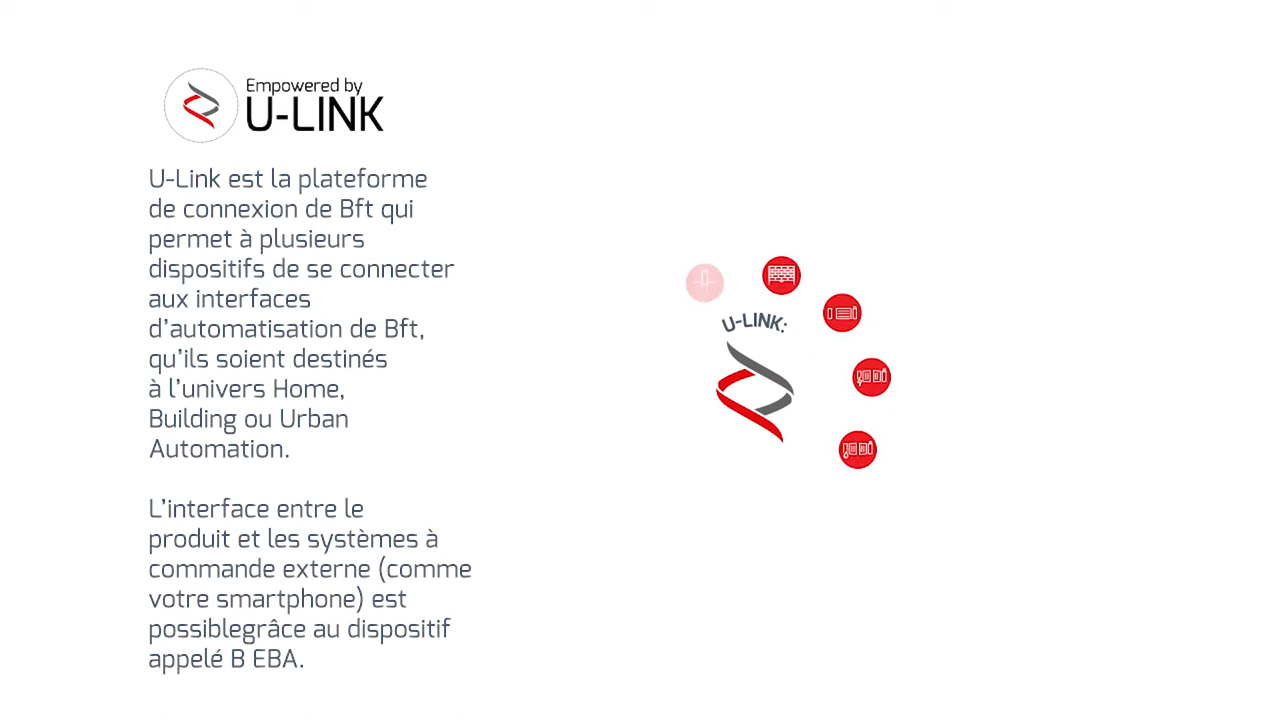 Empowered by
U-LINK
U-Link est la plateforme
de connexion de Bft qui
permet à plusieurs
dispositifs de se connecter
aux interfaces
d’automatisation de Bft,
qu’ils soient destinés
à l’univers Home,
Building ou Urban
Automation.
L’interface entre le
produit et les systèmes à
commande externe (comme
votre smartphone) est
possiblegrâce au dispositif
appelé B EBA.
U-LINK: